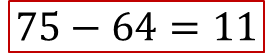 75 − 64 = 11